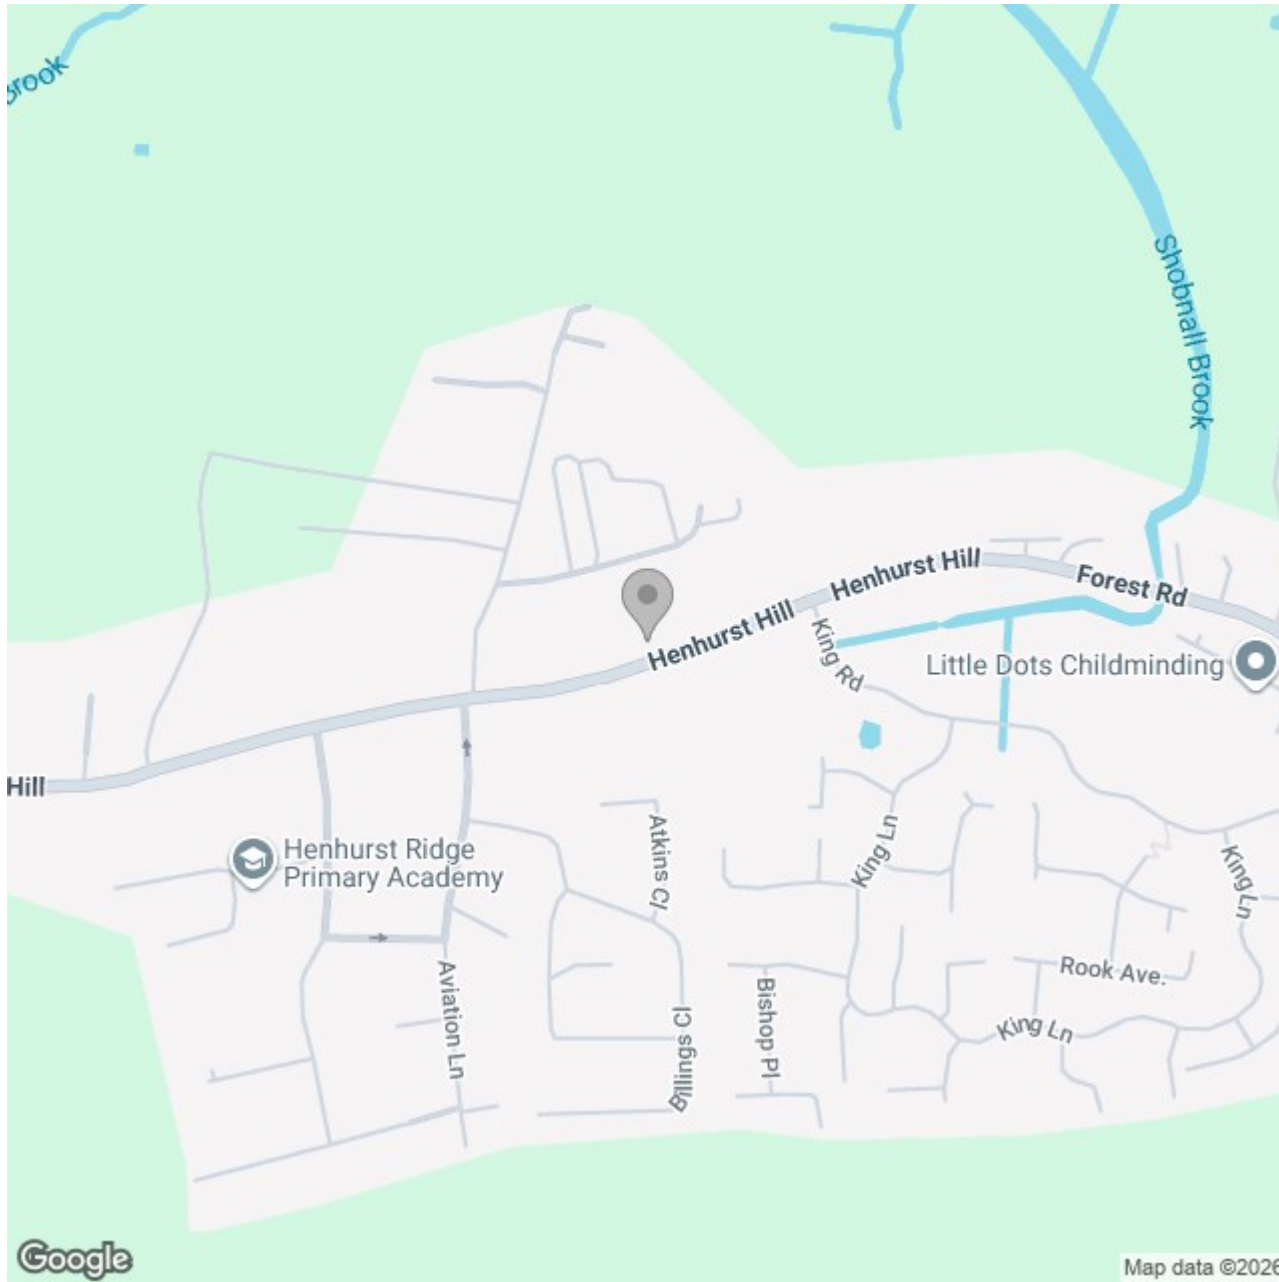 Brook
Shobnall Brook
Henhurst Hill
Forest Rd
Henhurst Hill
King Rd
Little Dots Childminding
Hill
Henhurst Ridge
Primary Academy
Atkins Cl
King Ln
King Ln
Aviation Ln
Billings Cl
Bishop Pl
Rook Ave.
King Ln
Google
Map data ©2026